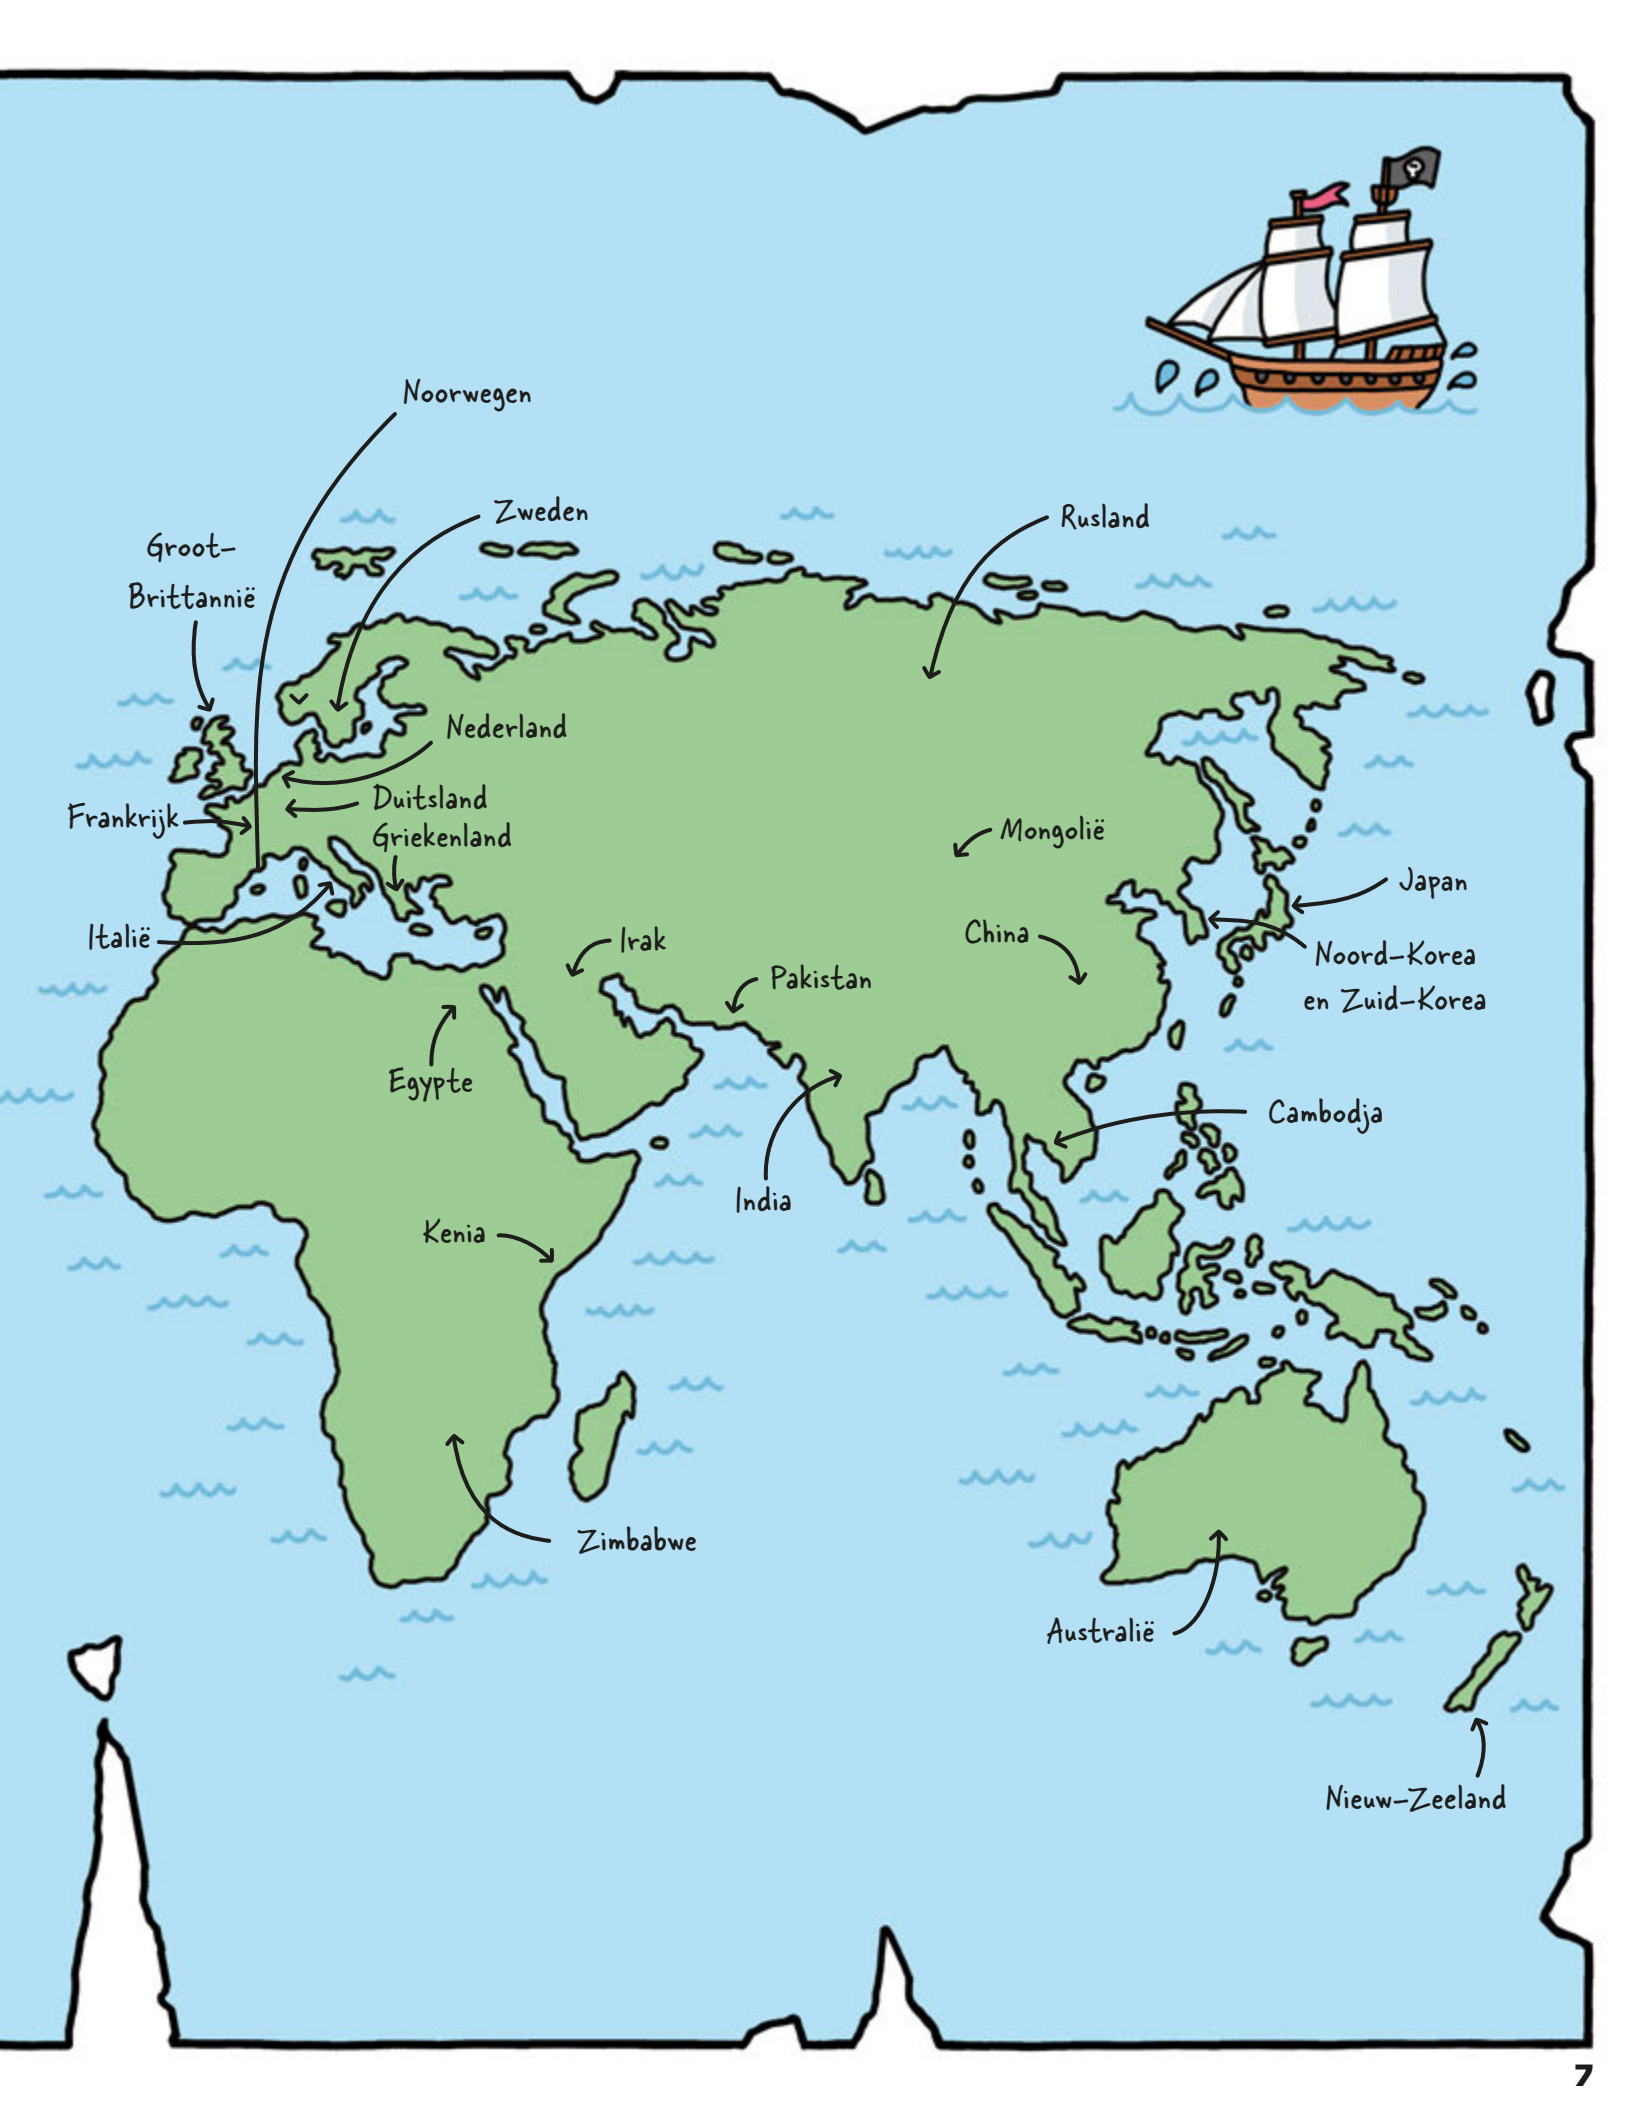 Noorwegen
Zweden
Rusland
Groot-
Brittannië
Nederland
Duitsland
Frankrijk
Griekenland
Mongolië
Japan
Italië
Irak
China
Noord-Korea
en Zuid-Korea
Pakistan
Egypte
Cambodja
India
Kenia
Zimbabwe
Australië
Nieuw-Zeeland
7